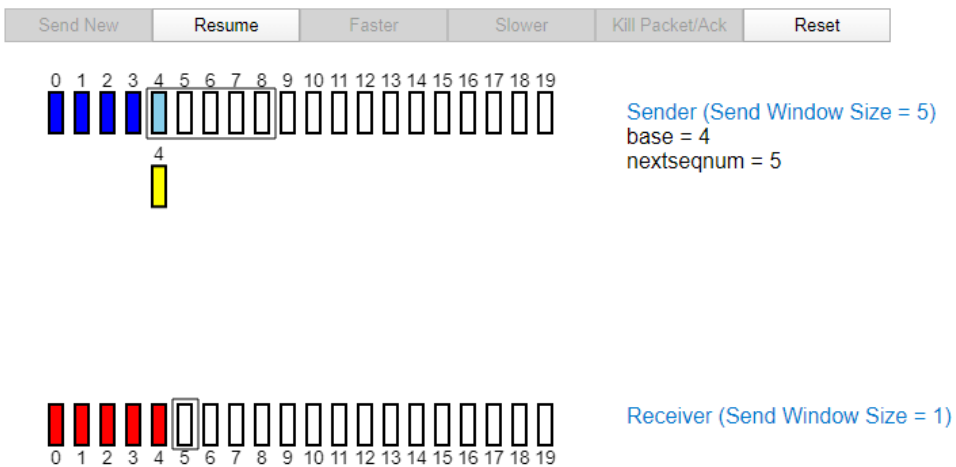 Send New Resume Faster Slower Kill Packet/Ack Reset
0 1 2 3 4 5 6 7 8 9 10 11 12 13 14 15 16 17 18 19
Sender (Send Window Size = 5)
base = 4
nextseqnum = 5
4
Receiver (Send Window Size = 1)
0 1 2 3 4 5 6 7 8 9 10 11 12 13 14 15 16 17 18 19